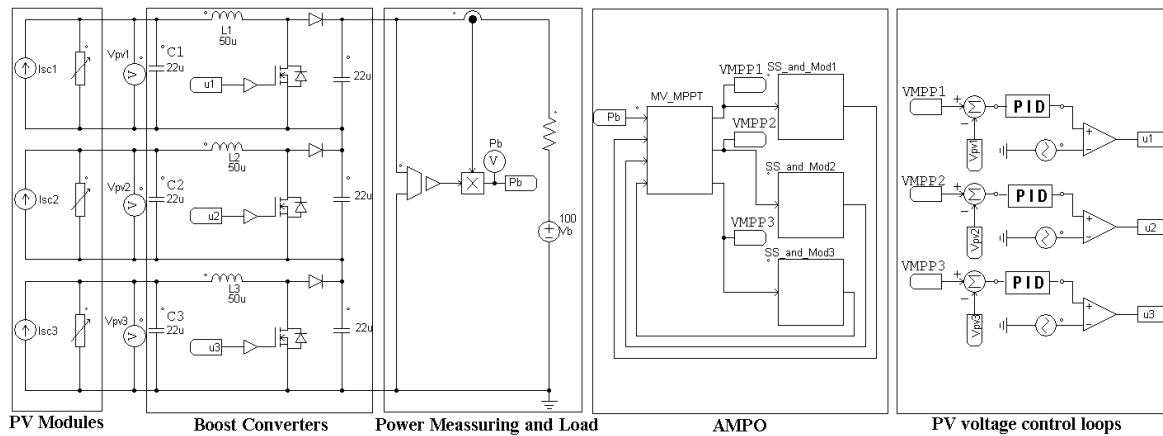 L1
50u
Isc1
Vpv1
V
C1
22u
u1
22u
L2
50u
Isc2
Vpv2
V
C2
22u
u2
22u
L3
50u
Isc3
Vpv3
V
C3
22u
u3
22u
Pb
V
X
Pb
100
Vb
MV_MPPT
Pb
VMPP1
VMPP2
VMPP3
SS_and_Mod1
SS_and_Mod2
SS_and_Mod3
VMPP1
PID
Vpv1
u1
VMPP2
PID
Vpv2
u2
VMPP3
PID
Vpv3
u3
PV Modules
Boost Converters
Power Meassuring and Load
AMPO
PV voltage control loops